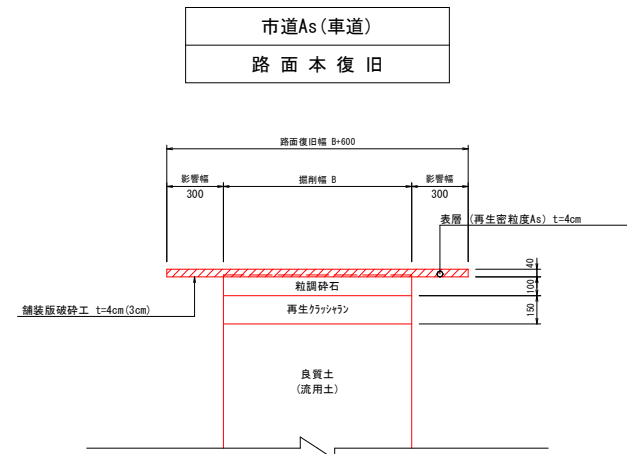 市道As(車道)
路 面 本 復 旧
路面復旧幅 B+600
影響幅
300
掘削幅 B
影響幅
300
表層 (再生密粒度As) t=4cm
40
粒調砕石
100
再生クラッシャラン
150
舗装版破砕工 t=4cm(3cm)
良質土
(流用土)